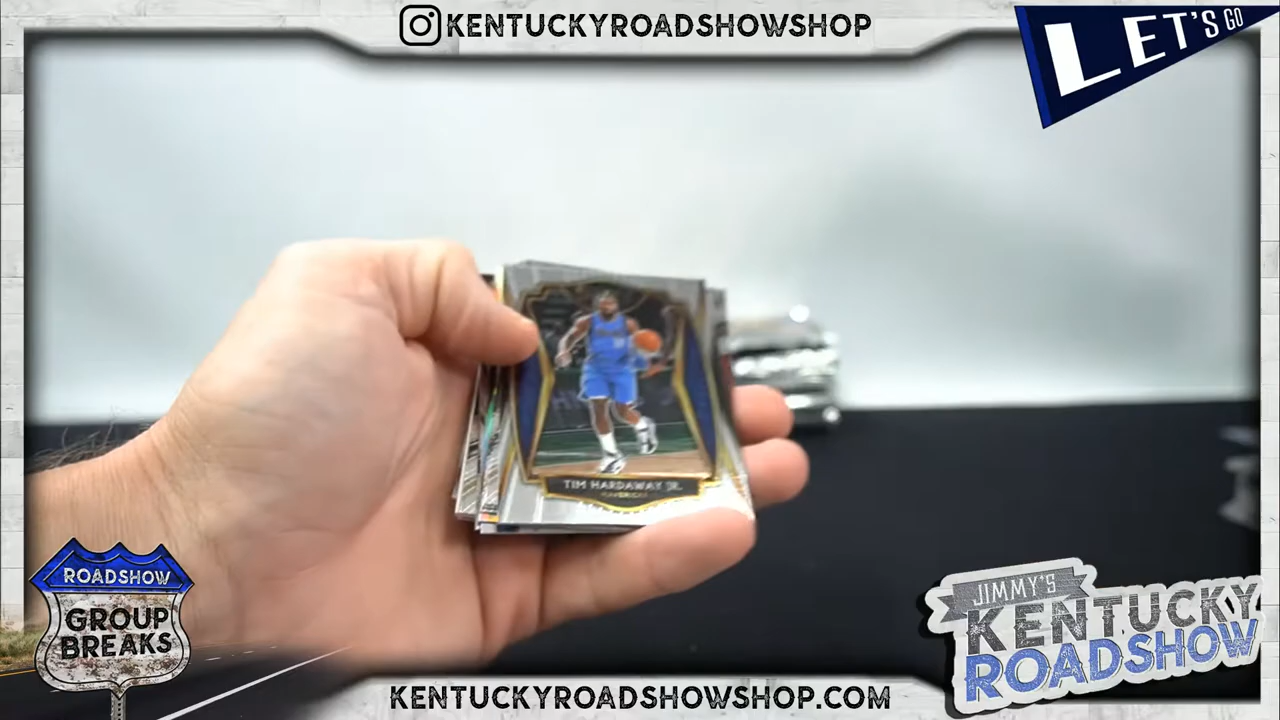 KENTUCKYROADSHOWSHOP
LET'S GO
TIM HARDAWAY JR.
MAVERICKS
ROADSHOW
GROUP
BREAKS
JIMMY'S
KENTUCKY
ROADSHOW
KENTUCKYROADSHOWSHOP.COM